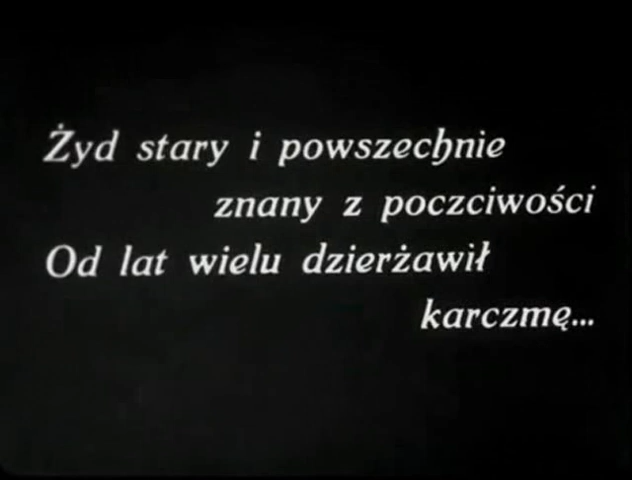 Żyd stary i powszechnie
znany z poczciwości
Od lat wielu dzierżawił
karczmę...